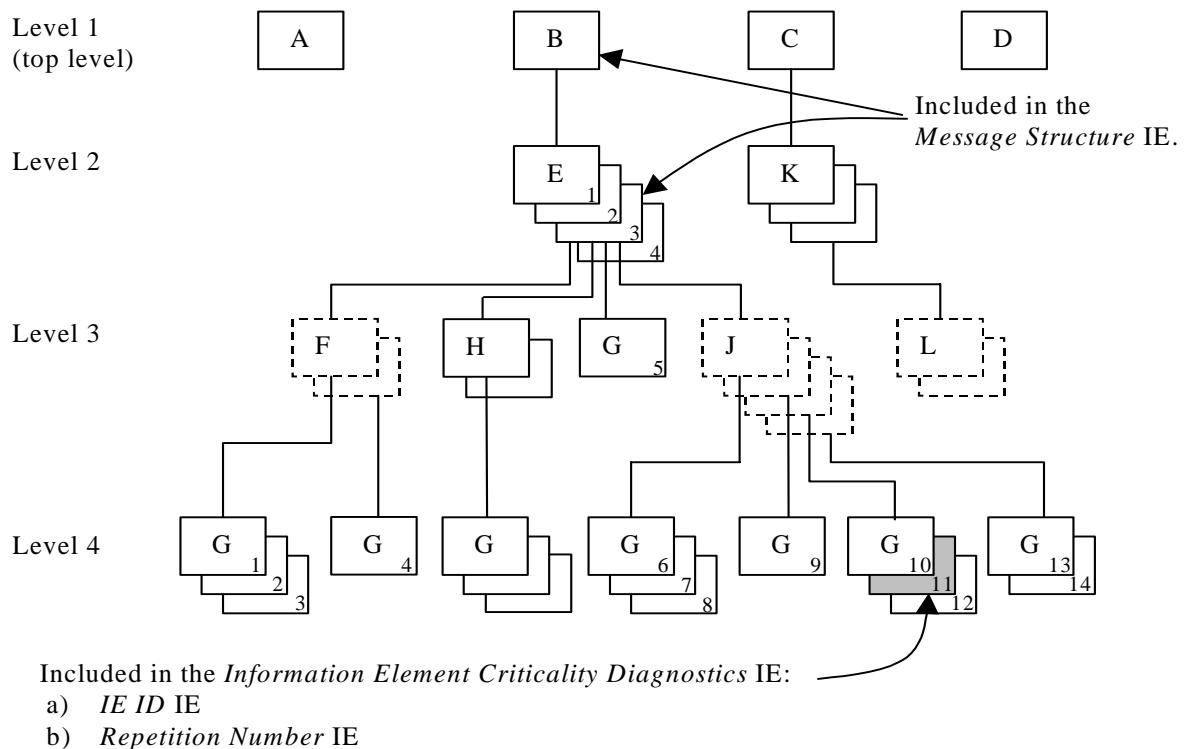 Level 1
(top level)
A
B
C
D
Included in the
Message Structure IE.
Level 2
E
1
2
3
4
K
Level 3
F
H
G
5
J
L
Level 4
G
1
2
3
G
4
G
G
6
7
8
G
9
G
10
11
12
G
13
14
Included in the Information Element Criticality Diagnostics IE:
a) IE ID IE
b) Repetition Number IE